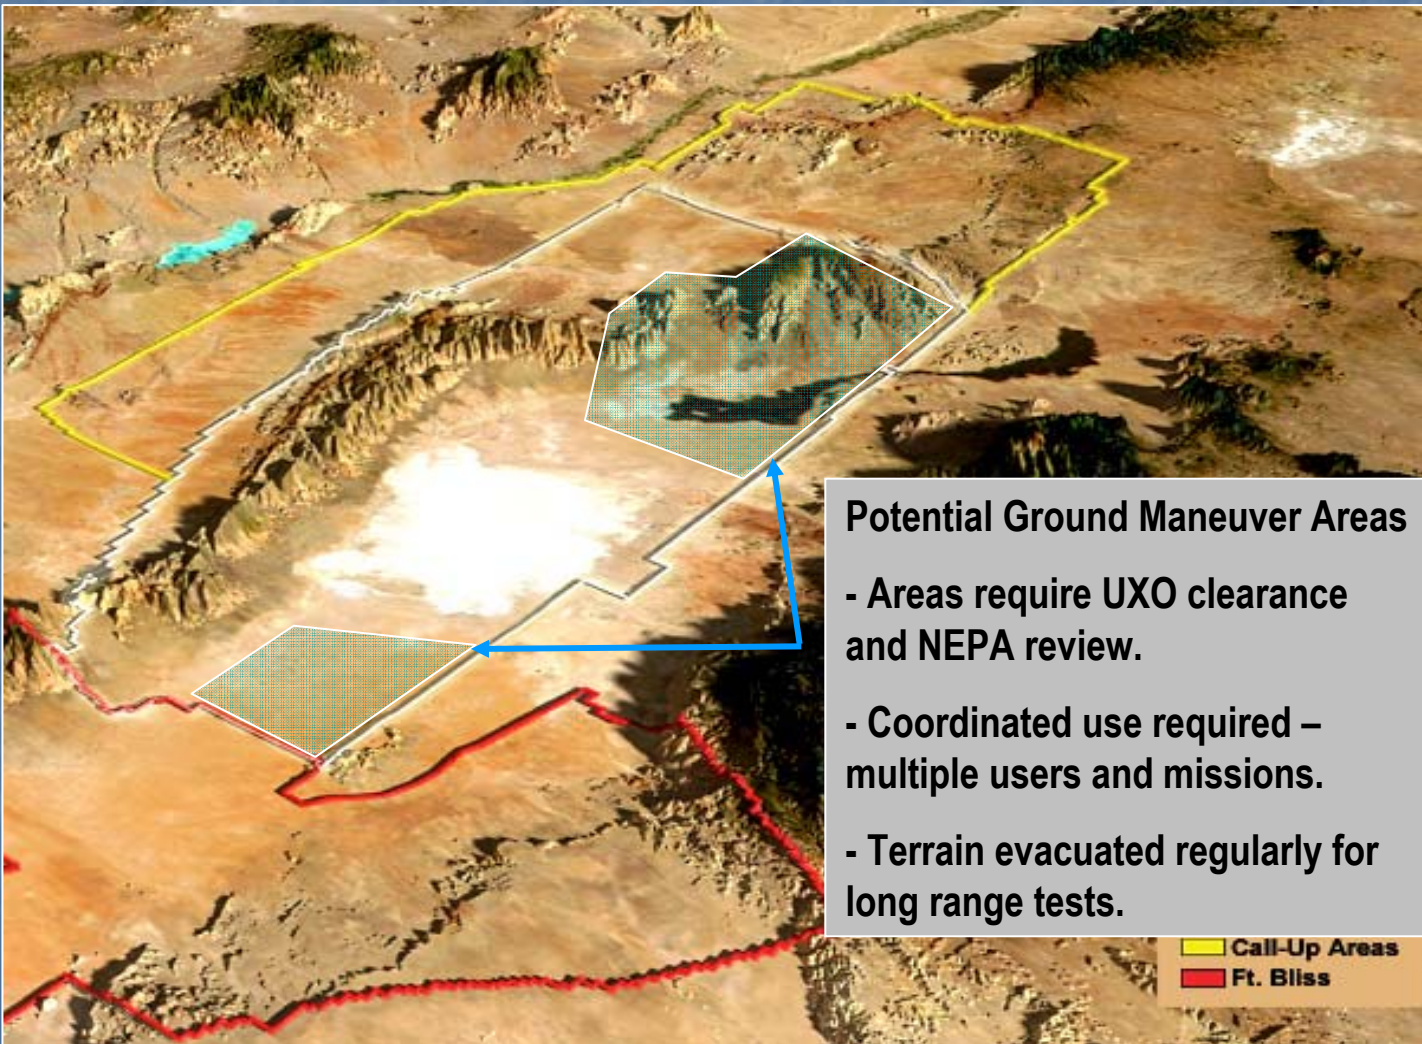 Potential Ground Maneuver Areas
- Areas require UXO clearance
and NEPA review.
- Coordinated use required –
multiple users and missions.
- Terrain evacuated regularly for
long range tests.
Call-Up Areas
Ft. Bliss